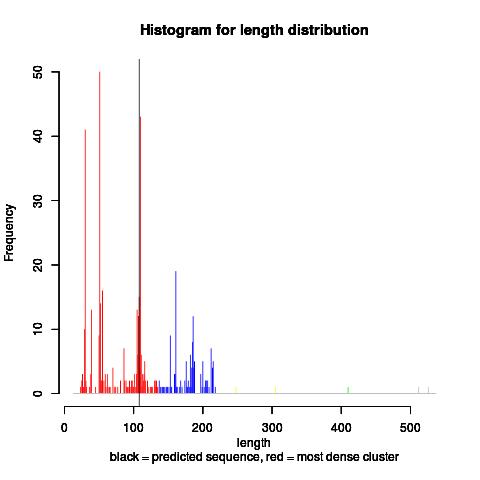 Histogram for length distribution
Frequency
50
40
30
20
10
0
0 100 200 300 400 500
length
black = predicted sequence, red = most dense cluster